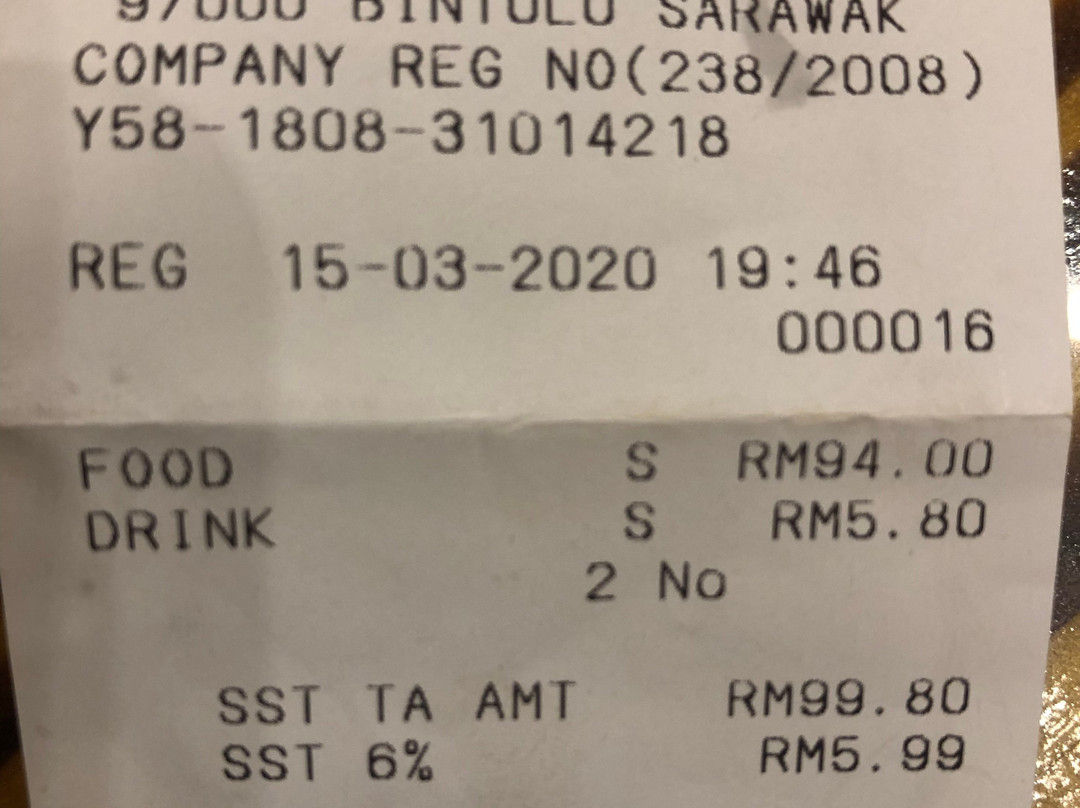 97000 BINTULU SARAWAK
COMPANY REG NO(238/2008)
Y58-1808-31014218
REG 15-03-2020 19:46
000016
FOOD S RM94.00
DRINK S RM5.80
2 No
SST TA AMT RM99.80
SST 6% RM5.99